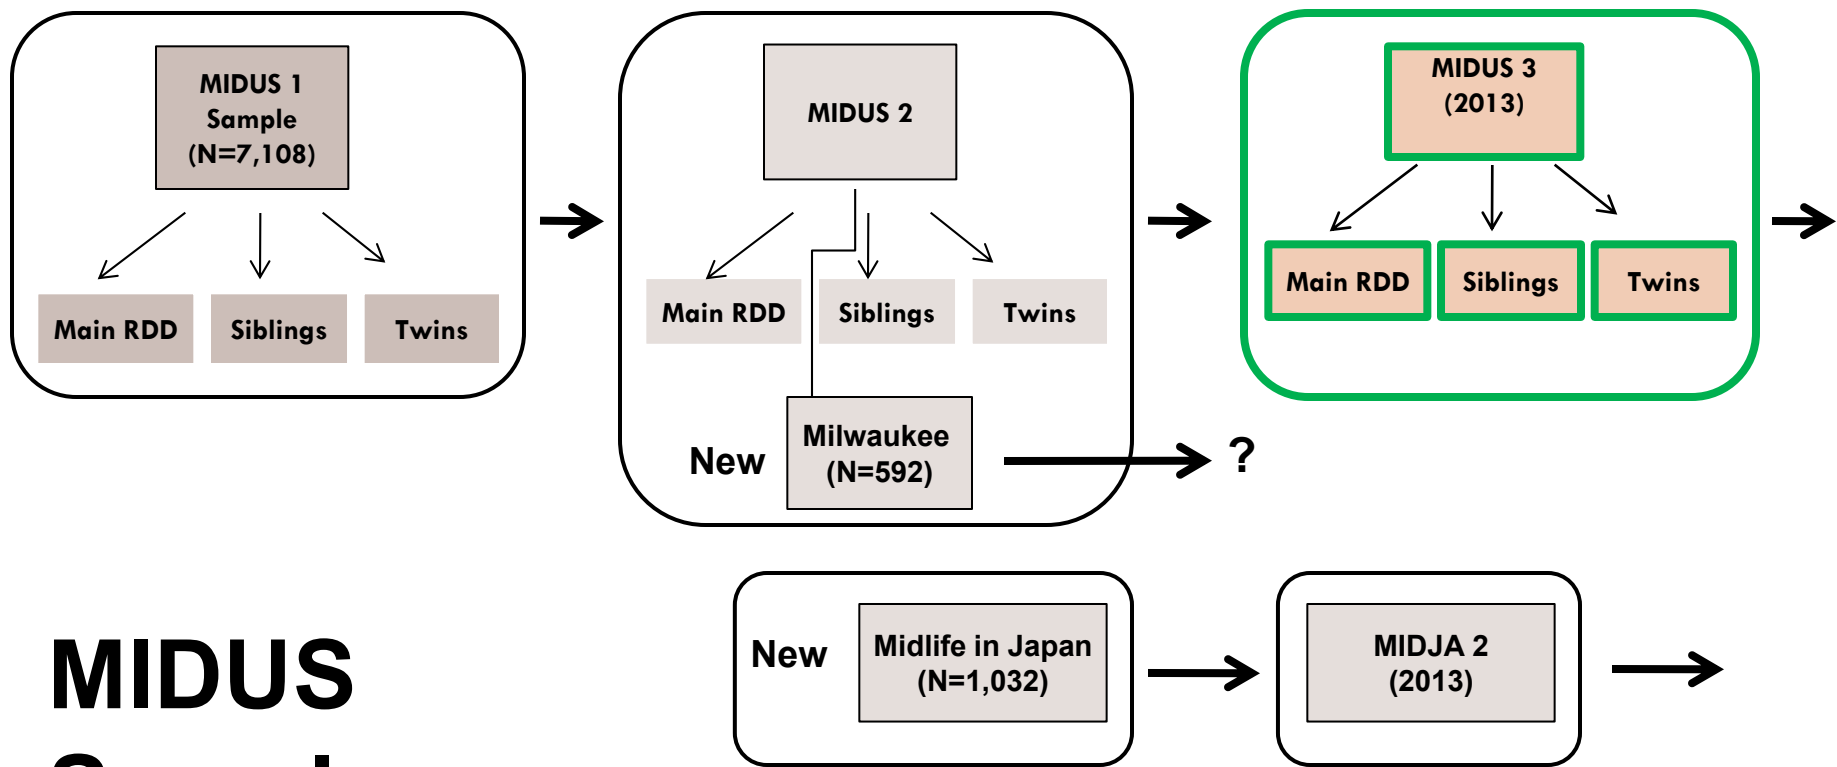 MIDUS 1
Sample
(N=7,108)
Main RDD
Siblings
Twins
MIDUS 2
Main RDD
Siblings
Twins
New
Milwaukee
(N=592)
?
MIDUS 3
(2013)
Main RDD
Siblings
Twins
New
Midlife in Japan
(N=1,032)
MIDJA 2
(2013)
MIDUS